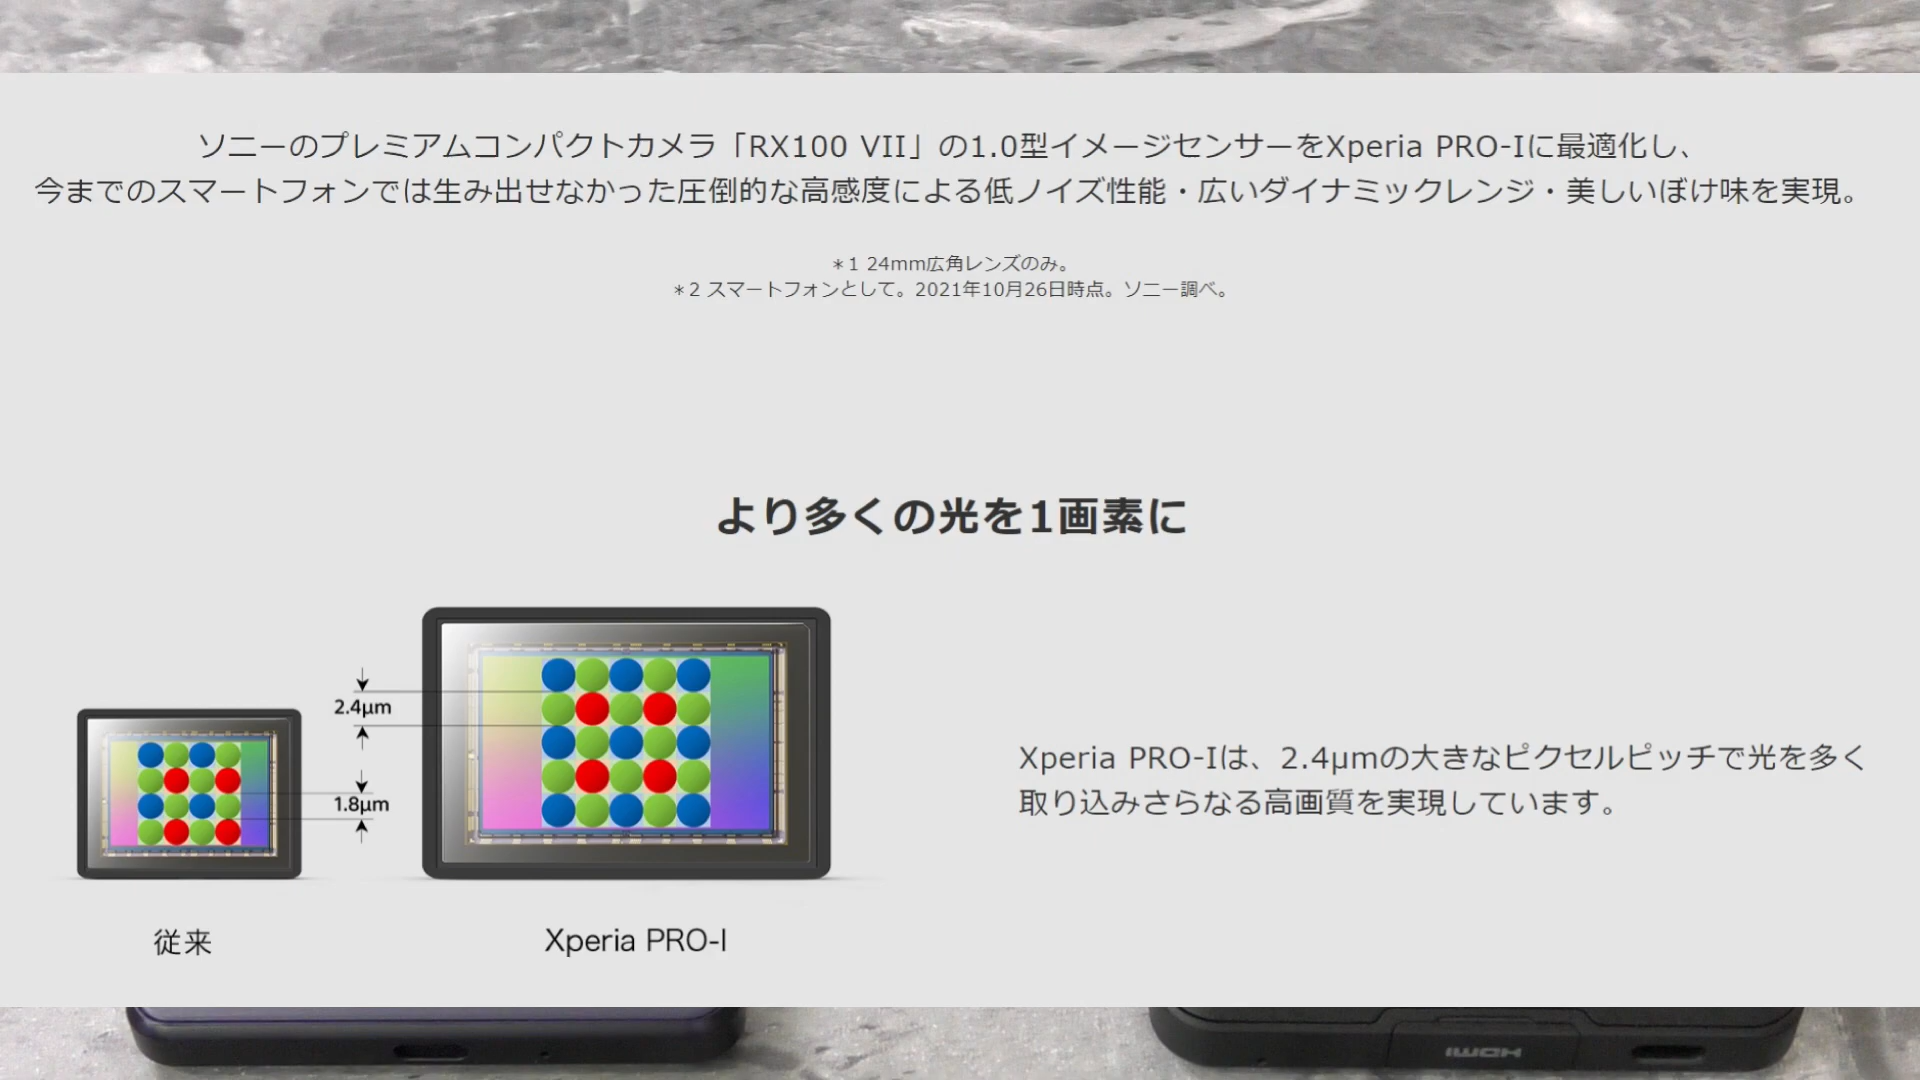 ソニーのプレミアムコンパクトカメラ「RX100 VII」の1.0型イメージセンサーをXperia PRO-Iに最適化し、
今までのスマートフォンでは生み出せなかった圧倒的な高感度による低ノイズ性能・広いダイナミックレンジ・美しいぼけ味を実現。
＊1 24mm広角レンズのみ。
＊2 スマートフォンとして。2021年10月26日時点。ソニー調べ。
より多くの光を1画素に
2.4μm
1.8μm
Xperia PRO-Iは、2.4μmの大きなピクセルピッチで光を多く
取り込みさらなる高画質を実現しています。
従来
Xperia PRO-I
HDMI